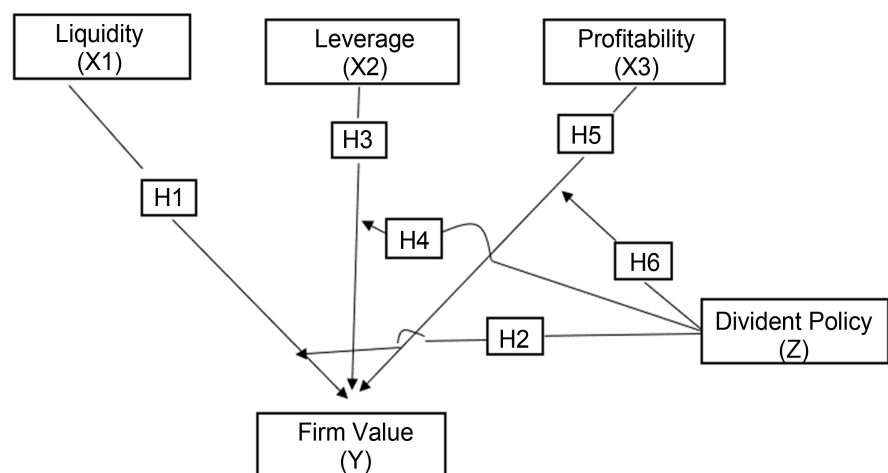 Liquidity
(X1)
Leverage
(X2)
Profitability
(X3)
H3
H5
H1
H4
H6
H2
Divident Policy
(Z)
Firm Value
(Y)